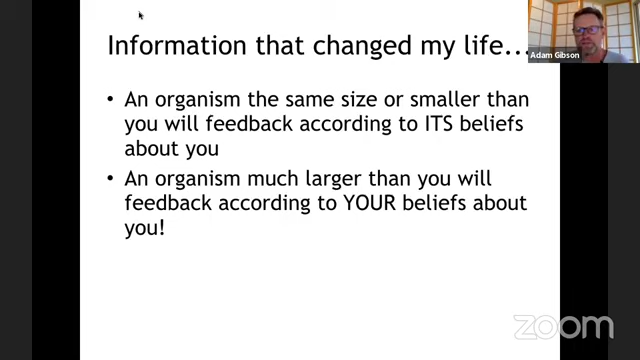 Information that changed my life...
Adam Gibson
• An organism the same size or smaller than
you will feedback according to ITS beliefs
about you
• An organism much larger than you will
feedback according to YOUR beliefs about
you!
zoom